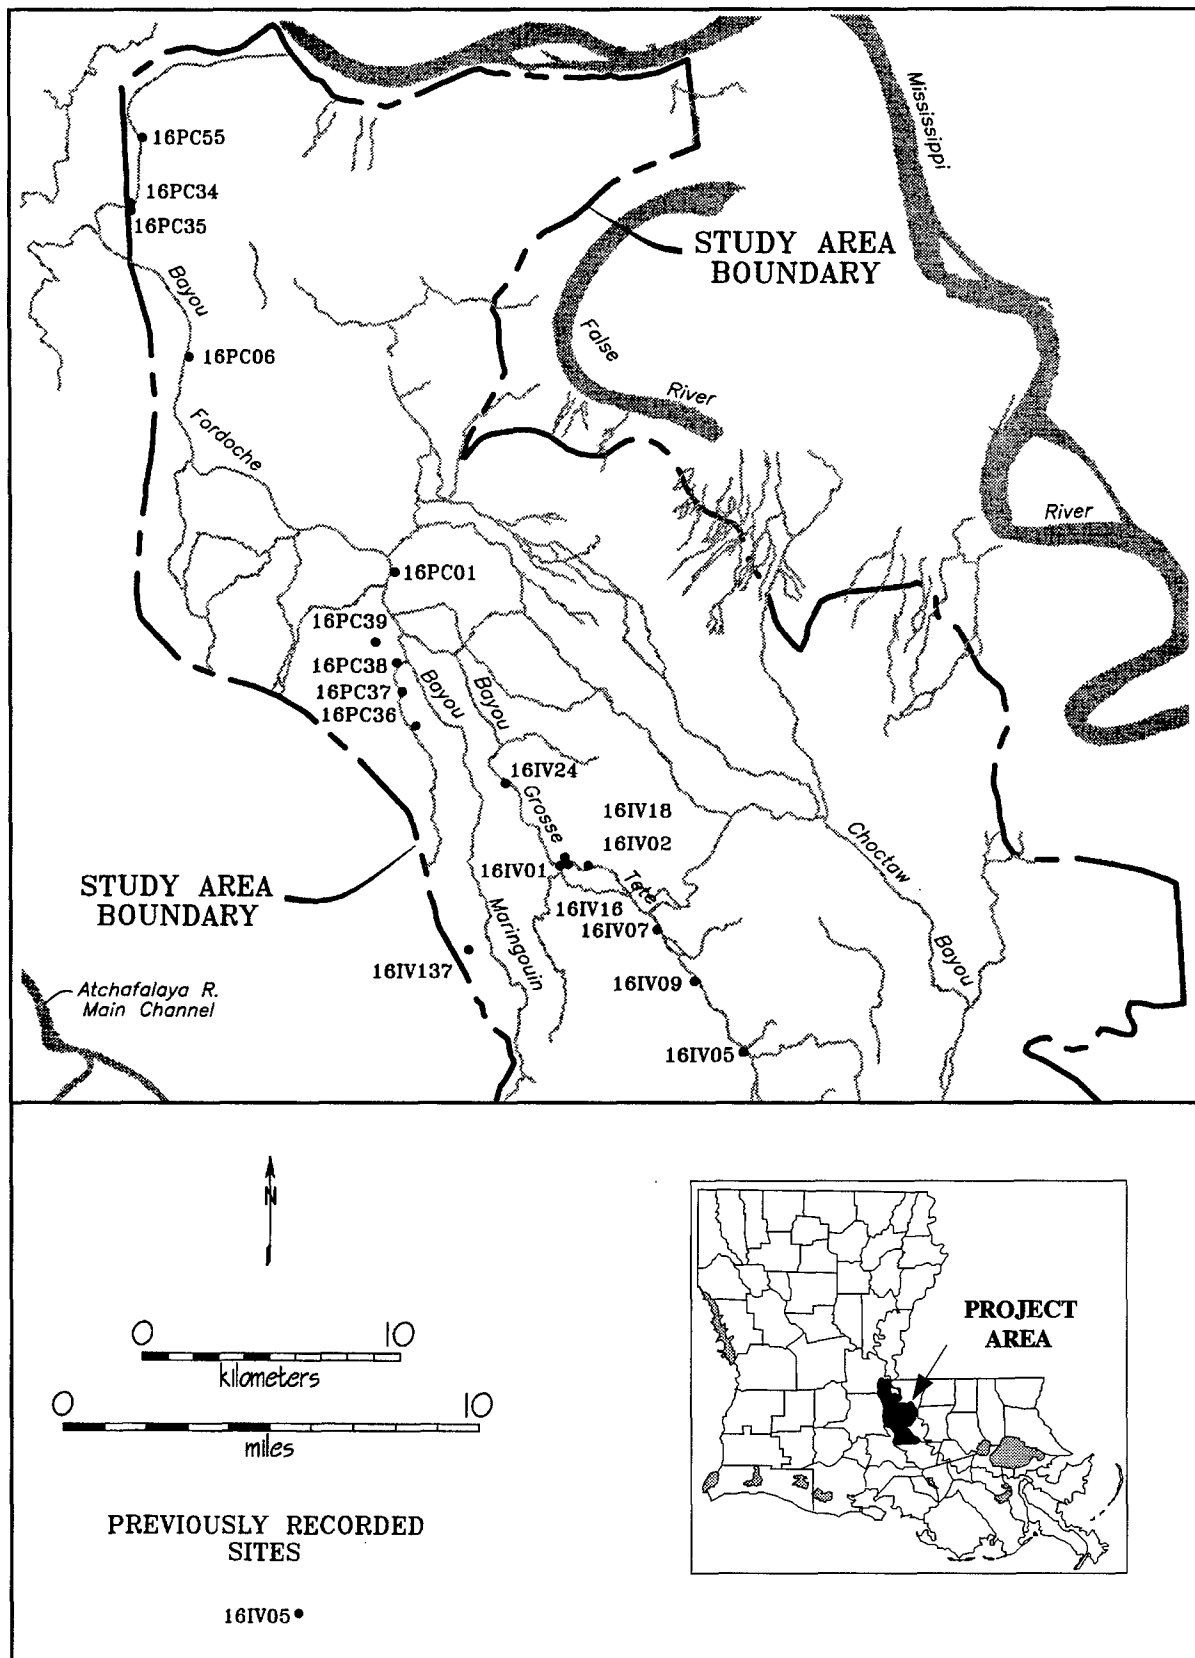 Mississippi
16PC55
16PC34
16PC35
STUDY AREA
BOUNDARY
Bayou
False
16PC06
River
Fordoche
River
16PC01
16PC39
16PC38
16PC37
16PC36
Bayou
Bayou
16IV24
Grosse
16IV18
16IV02
Choctaw
16IV01
Tete
STUDY AREA
BOUNDARY
16IV16
16IV07
Maringouin
16IV137
Bayou
16IV09
Atchafalaya R.
Main Channel
16IV05
N
0 10
kilometers
0 10
miles
PROJECT
AREA
PREVIOUSLY RECORDED
SITES
16IV05